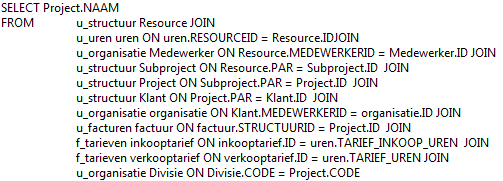 SELECT Project.NAAM
FROM u_structuur Resource JOIN
u_uren uren ON uren.RESOURCEID = Resource.IDJOIN
u_organisatie Medewerker ON Resource.MEDEWERKERID = Medewerker.ID JOIN
u_structuur Subproject ON Resource.PAR = Subproject.ID JOIN
u_structuur Project ON Subproject.PAR = Project.ID JOIN
u_structuur Klant ON Project.PAR = Klant.ID JOIN
u_organisatie organisatie ON Klant.MEDEWERKERID = organisatie.ID JOIN
u_facturen factuur ON factuur.STRUCTUURID = Project.ID JOIN
f_tarieven inkooptarief ON inkooptarief.ID = uren.TARIEF_INKOOP_UREN JOIN
f_tarieven verkooptarief ON verkooptarief.ID = uren.TARIEF_UREN JOIN
u_organisatie Divisie ON Divisie.CODE = Project.CODE